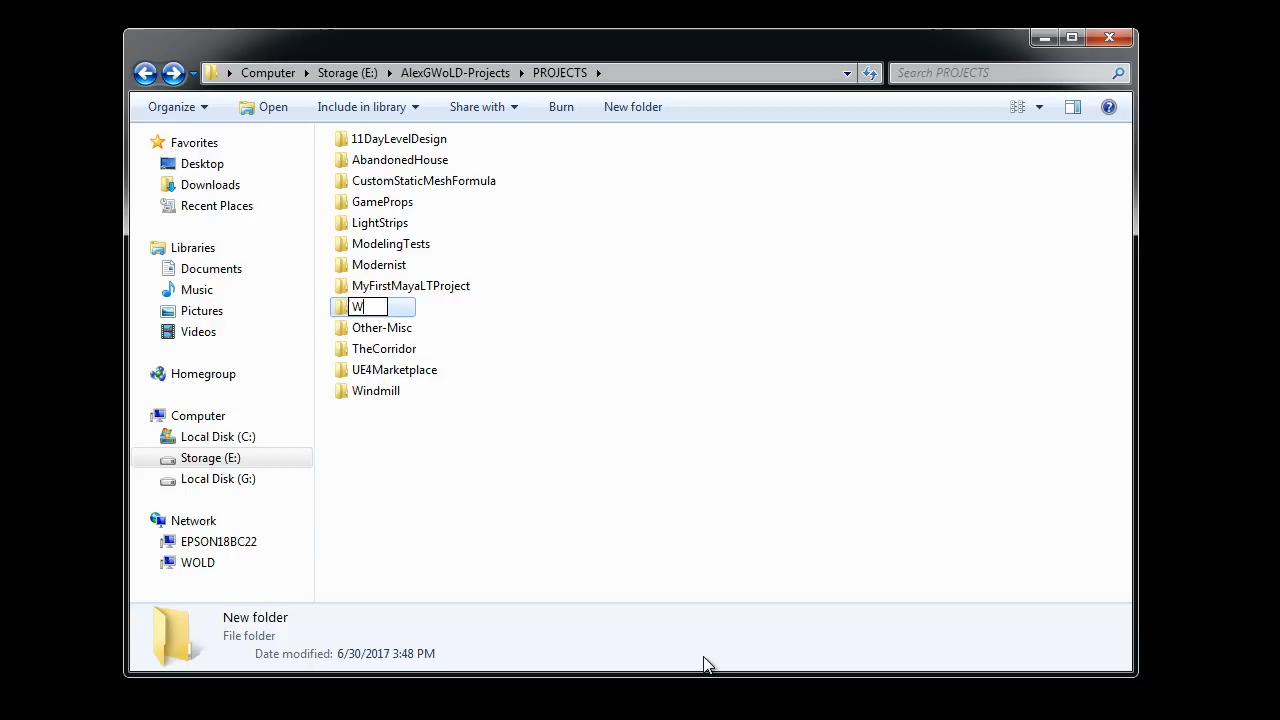 Computer Storage (E:) AlexGWoLD-Projects PROJECTS Search PROJECTS
Organize Open Include in library Share with Burn New folder
Favorites
Desktop
Downloads
Recent Places
Libraries
Documents
Music
Pictures
Videos
Homegroup
Computer
Local Disk (C:)
Storage (E:)
Local Disk (G:)
Network
EPSON18BC22
WOLD
11DayLevelDesign
AbandonedHouse
CustomStaticMeshFormula
GameProps
LightStrips
ModelingTests
Modernist
MyFirstMayaLTProject
W
Other-Misc
TheCorridor
UE4Marketplace
Windmill
New folder
File folder
Date modified: 6/30/2017 3:48 PM